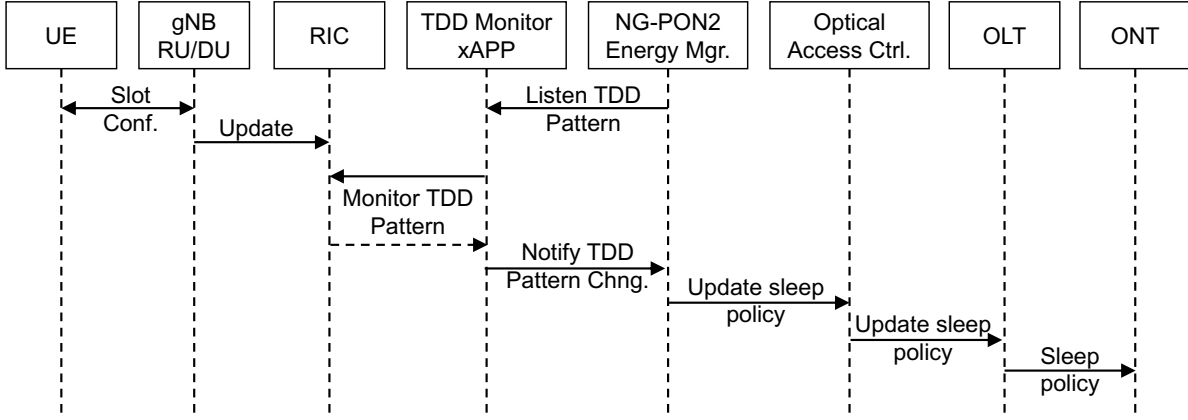 UE
gNB
RU/DU
RIC
TDD Monitor
xAPP
NG-PON2
Energy Mgr.
Optical
Access Ctrl.
OLT
ONT
Slot
Conf.
Listen TDD
Pattern
Update
Monitor TDD
Pattern
Notify TDD
Pattern Chng.
Update sleep
policy
Update sleep
policy
Sleep
policy